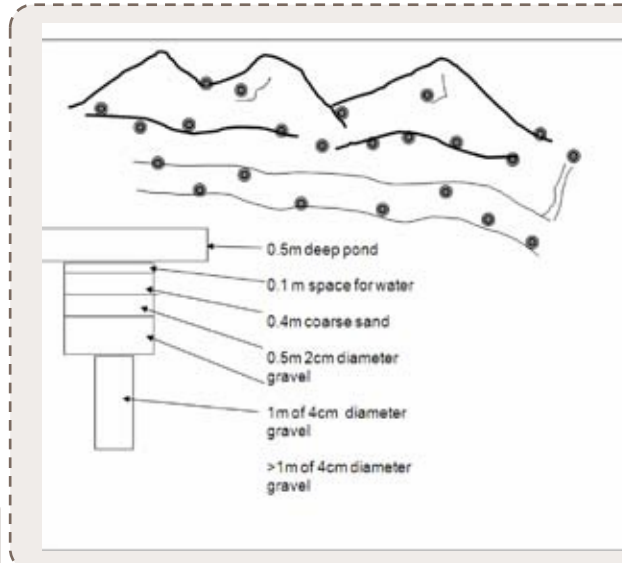 0.5m deep pond
0.1 m space for water
0.4m coarse sand
0.5m 2cm diameter
gravel
1m of 4cm diameter
gravel
>1m of 4cm diameter
gravel